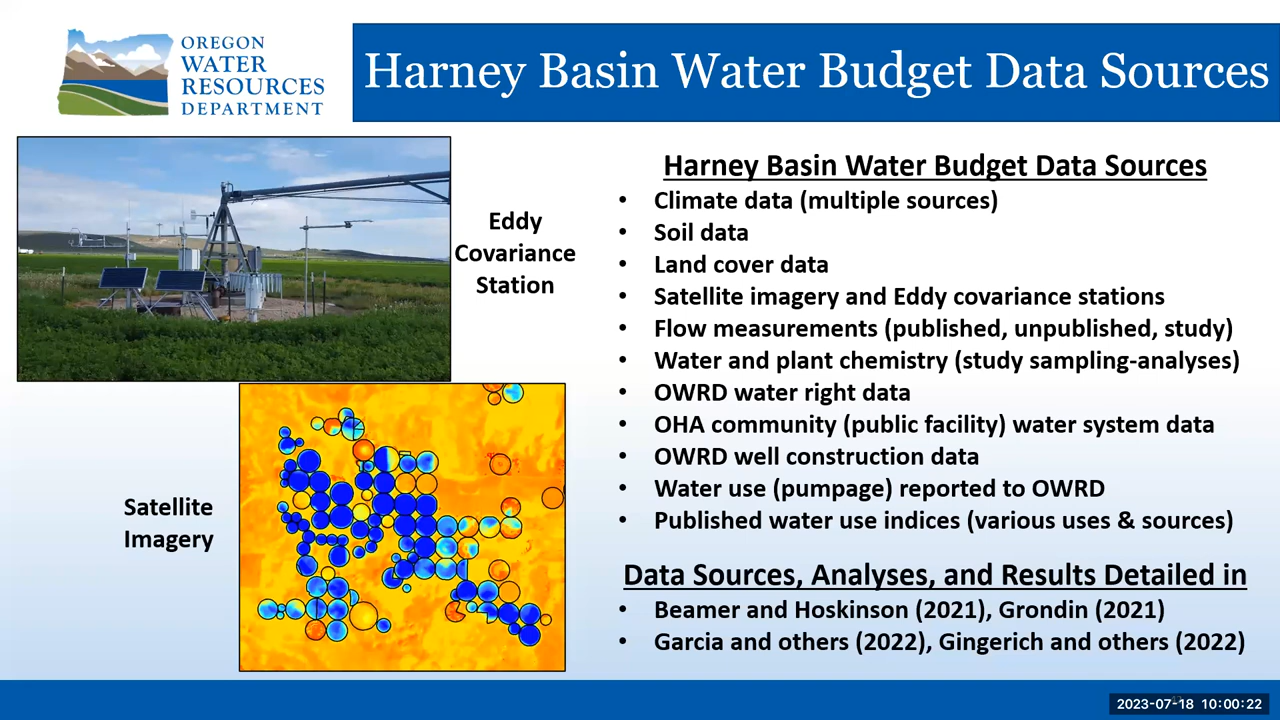 OREGON
WATER
RESOURCES
DEPARTMENT
Harney Basin Water Budget Data Sources
Eddy
Covariance
Station
Satellite
Imagery
Harney Basin Water Budget Data Sources
• Climate data (multiple sources)
• Soil data
• Land cover data
• Satellite imagery and Eddy covariance stations
• Flow measurements (published, unpublished, study)
• Water and plant chemistry (study sampling-analyses)
• OWRD water right data
• OHA community (public facility) water system data
• OWRD well construction data
• Water use (pumpage) reported to OWRD
• Published water use indices (various uses & sources)
Data Sources, Analyses, and Results Detailed in
• Beamer and Hoskinson (2021), Grondin (2021)
• Garcia and others (2022), Gingerich and others (2022)
2023-07-18 10:00:22